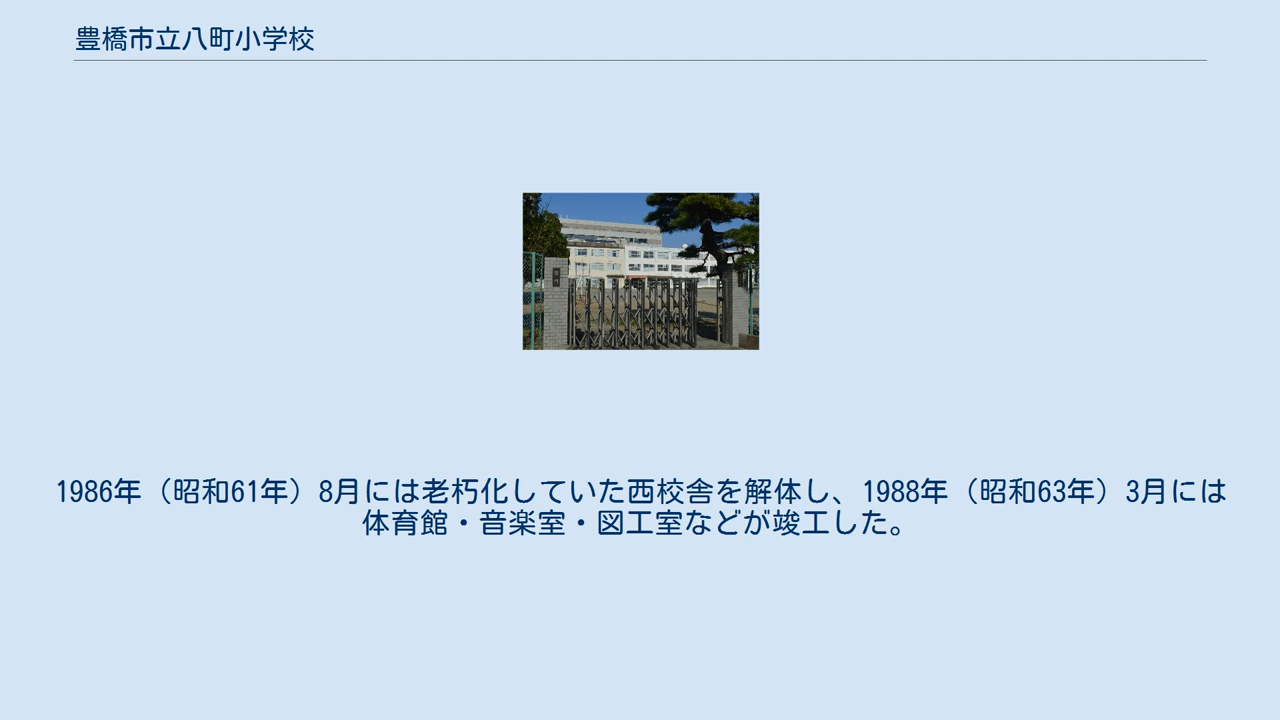 豊橋市立八町小学校
1986年（昭和61年）8月には老朽化していた西校舎を解体し、1988年（昭和63年）3月には
体育館・音楽室・図工室などが竣工した。